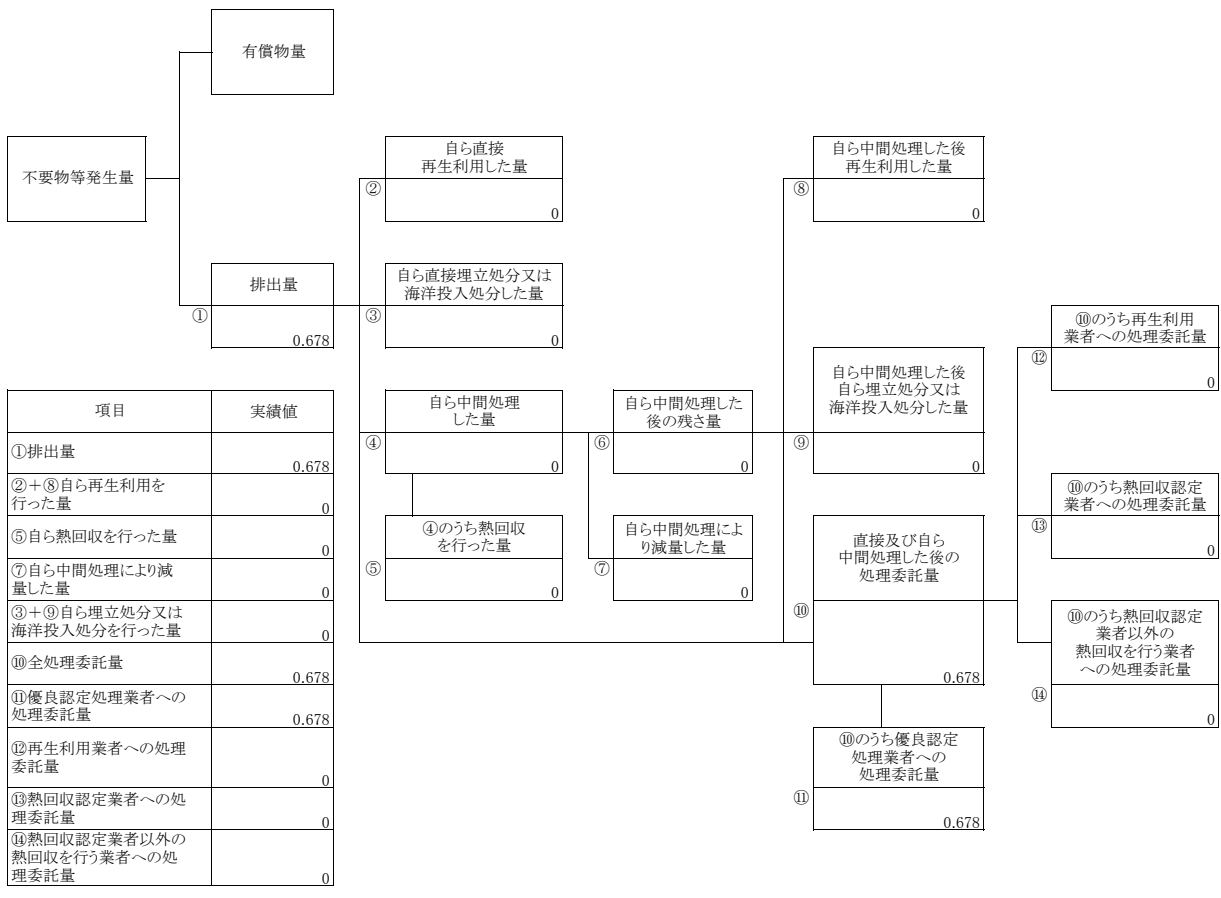 有償物量
不要物等発生量
排出量
①
0.678
自ら直接
再生利用した量
②
0
自ら直接埋立処分又は
海洋投入処分した量
③
0
自ら中間処理
した量
④
0
④のうち熱回収
を行った量
⑤
0
自ら中間処理した
後の残さ量
⑥
0
自ら中間処理によ
り減量した量
⑦
0
自ら中間処理した後
再生利用した量
⑧
0
自ら中間処理した後
自ら埋立処分又は
海洋投入処分した量
⑨
0
直接及び自ら
中間処理した後の
処理委託量
⑩
0.678
⑩のうち優良認定
処理業者への
処理委託量
⑪
0.678
⑩のうち再生利用
業者への処理委託量
⑫
0
⑩のうち熱回収認定
業者への処理委託量
⑬
0
⑩のうち熱回収認定
業者以外の
熱回収を行う業者
への処理委託量
⑭
0
項目 実績値
①排出量
0.678
②+⑧自ら再生利用を
行った量
0
⑤自ら熱回収を行った量
0
⑦自ら中間処理により減
量した量
0
③+⑨自ら埋立処分又は
海洋投入処分を行った量
0
⑩全処理委託量
0.678
⑪優良認定処理業者への
処理委託量
0.678
⑫再生利用業者への処理
委託量
0
⑬熱回収認定業者への処
理委託量
0
⑭熱回収認定業者以外の
熱回収を行う業者への処
理委託量
0